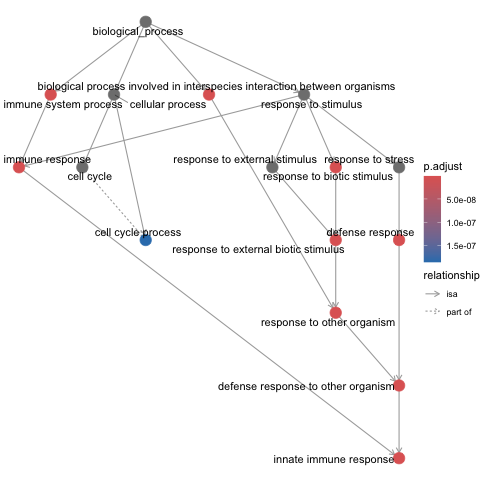 biological_process
biological process involved in interspecies interaction between organisms
immune system process
cellular process
response to stimulus
immune response
response to external stimulus
response to stress
cell cycle
response to biotic stimulus
cell cycle process
defense response
response to external biotic stimulus
response to other organism
defense response to other organism
innate immune response
p.adjust
5.0e-08
1.0e-07
1.5e-07
relationship
isa
part of